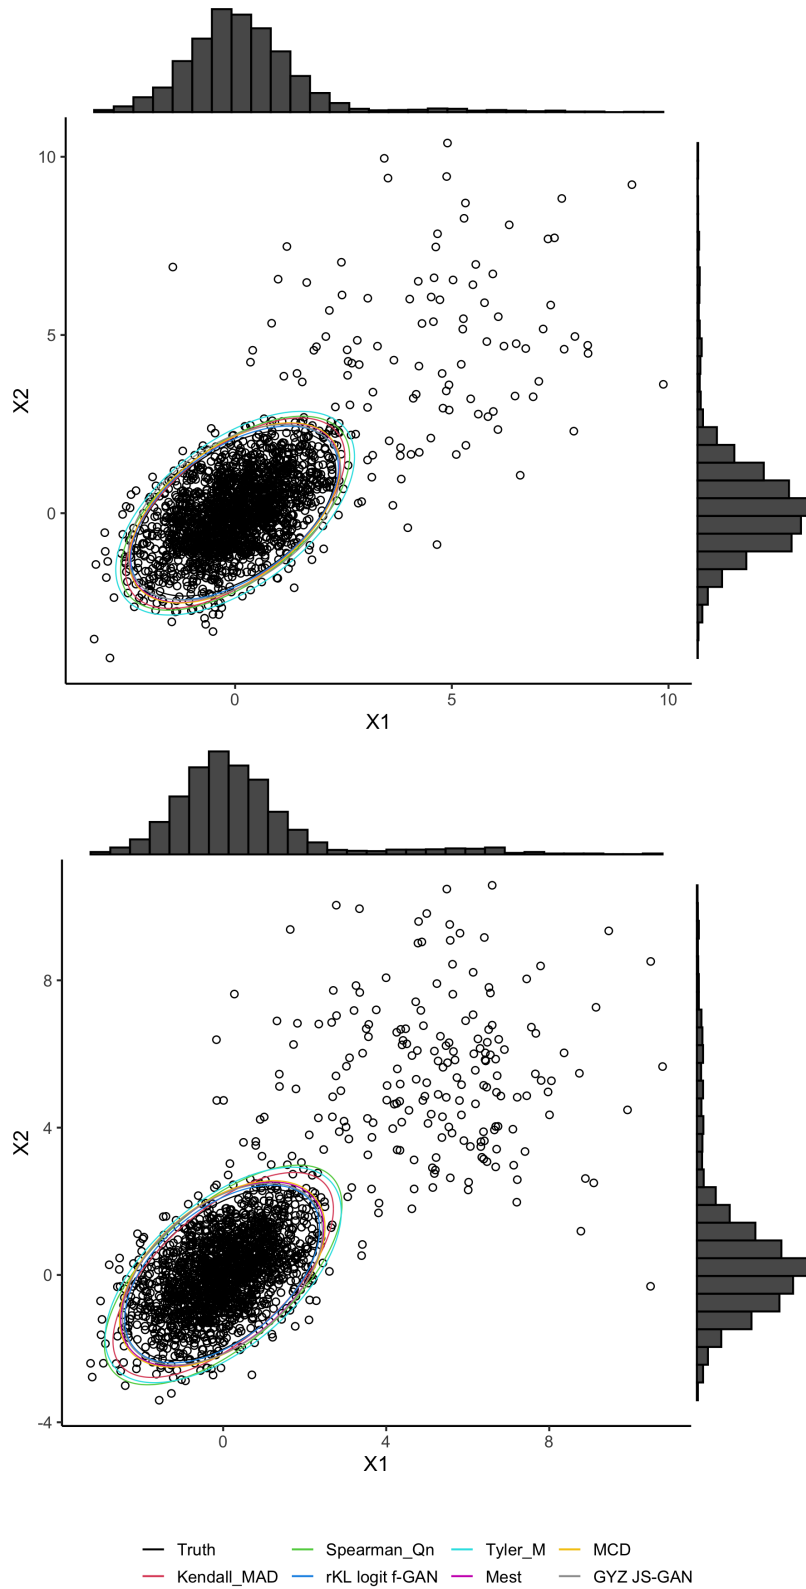 10
5
0
X2
0 5 10
X1
8
4
0
-4
X2
0 4 8
X1
Truth Spearman_Qn Tyler_M MCD
Kendall_MAD rKL logit f-GAN Mest GYZ JS-GAN